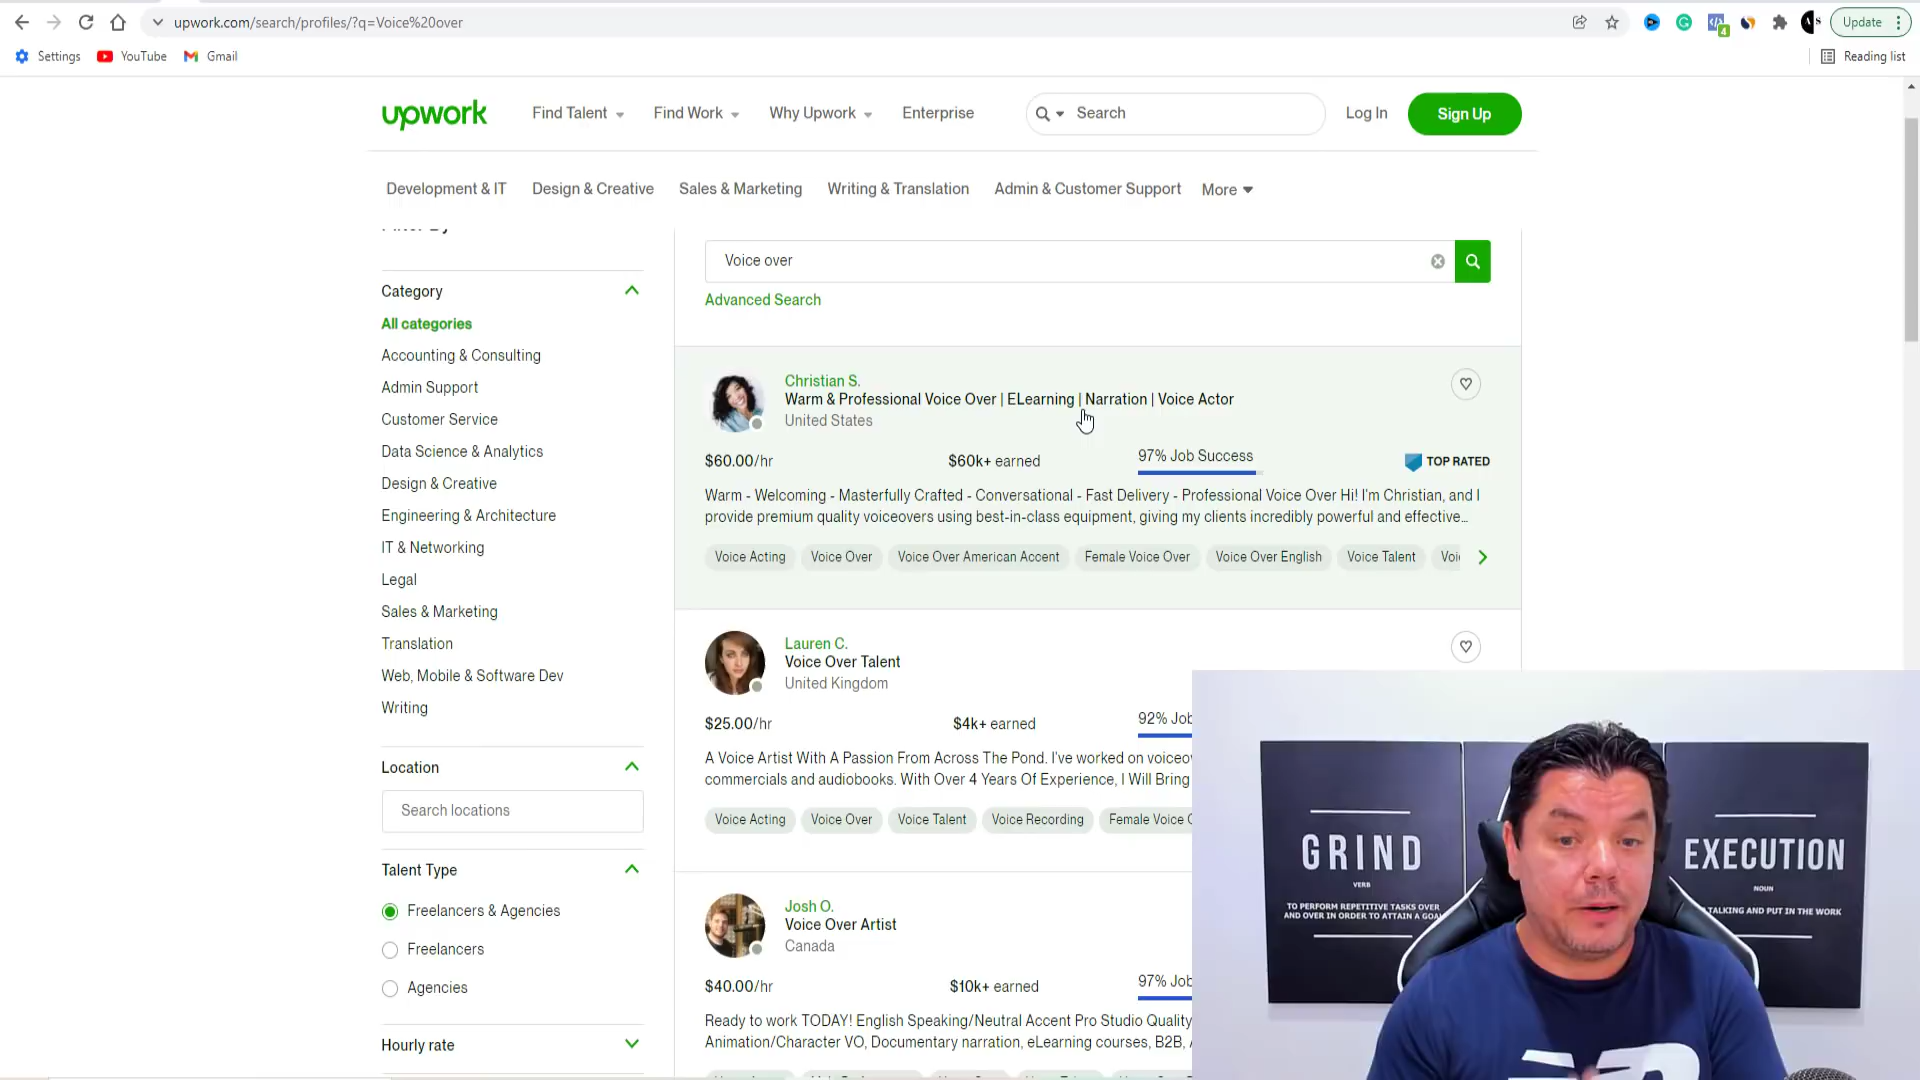 upwork.com/search/profiles/?q=Voice%20over
Update
Settings
YouTube
Gmail
Reading list
upwork
Find Talent
Find Work
Why Upwork
Enterprise
Search
Log In
Sign Up
Development & IT
Design & Creative
Sales & Marketing
Writing & Translation
Admin & Customer Support
More
Filter By
Category
All categories
Accounting & Consulting
Admin Support
Customer Service
Data Science & Analytics
Design & Creative
Engineering & Architecture
IT & Networking
Legal
Sales & Marketing
Translation
Web, Mobile & Software Dev
Writing
Location
Search locations
Talent Type
Freelancers & Agencies
Freelancers
Agencies
Hourly rate
Voice over
Advanced Search
Christian S.
Warm & Professional Voice Over | ELearning | Narration | Voice Actor
United States
$60.00/hr
$60k+ earned
97% Job Success
TOP RATED
Warm - Welcoming - Masterfully Crafted - Conversational - Fast Delivery - Professional Voice Over Hi! I'm Christian, and I
provide premium quality voiceovers using best-in-class equipment, giving my clients incredibly powerful and effective...
Voice Acting
Voice Over
Voice Over American Accent
Female Voice Over
Voice Over English
Voice Talent
Voi
Lauren C.
Voice Over Talent
United Kingdom
$25.00/hr
$4k+ earned
92% Job
A Voice Artist With A Passion From Across The Pond. I've worked on voiceov
commercials and audiobooks. With Over 4 Years Of Experience, I Will Bring
Voice Acting
Voice Over
Voice Talent
Voice Recording
Female Voice O
Josh O.
Voice Over Artist
Canada
$40.00/hr
$10k+ earned
97% Job
Ready to work TODAY! English Speaking/Neutral Accent Pro Studio Quality
Animation/Character VO, Documentary narration, eLearning courses, B2B,
GRIND
VERB
TO PERFORM REPETITIVE TASKS OVER
AND OVER IN ORDER TO ATTAIN A GOAL
EXECUTION
NOUN
TALKING AND PUT IN THE WORK